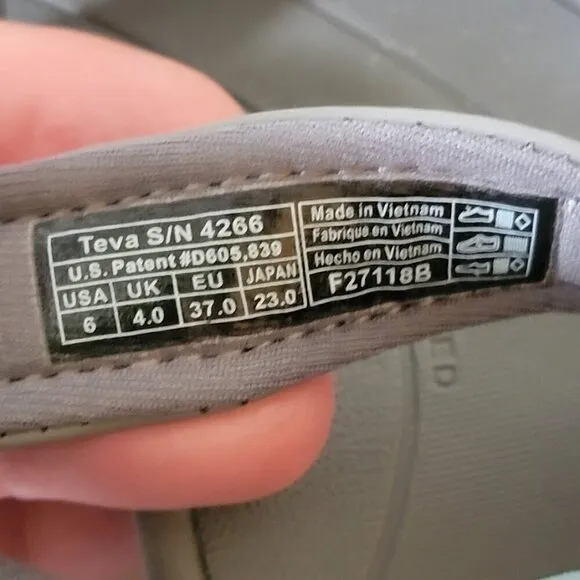 Teva S/N 4266
U.S. Patent #D605,839
USA UK EU JAPAN
6 4.0 37.0 23.0
Made in Vietnam
Fabriqué en Vietnam
Hecho en Vietnam
F27118B